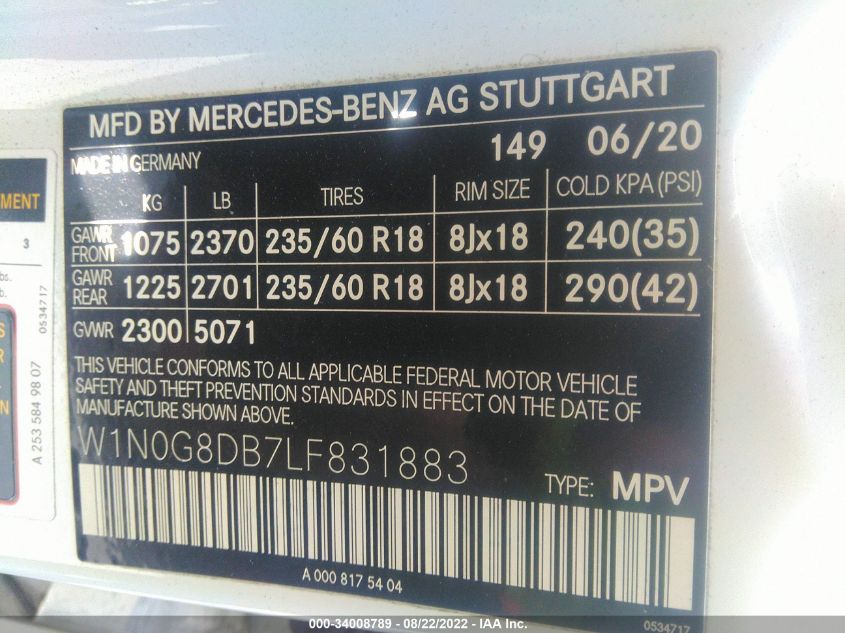 MFD BY MERCEDES-BENZ AG STUTTGART
MADE IN GERMANY 149 06/20
KG LB TIRES RIM SIZE COLD KPA (PSI)
GAWR FRONT 1075 2370 235/60 R18 8Jx18 240(35)
GAWR REAR 1225 2701 235/60 R18 8Jx18 290(42)
GVWR 2300 5071
THIS VEHICLE CONFORMS TO ALL APPLICABLE FEDERAL MOTOR VEHICLE
SAFETY AND THEFT PREVENTION STANDARDS IN EFFECT ON THE DATE OF
MANUFACTURE SHOWN ABOVE.
W1N0G8DB7LF831883
TYPE: MPV
A 000 817 54 04
0534717
MENT
3
bs.
b.
S
R
N
0534717
A 253 584 98 07
000-34008789 - 08/22/2022 - IAA Inc.